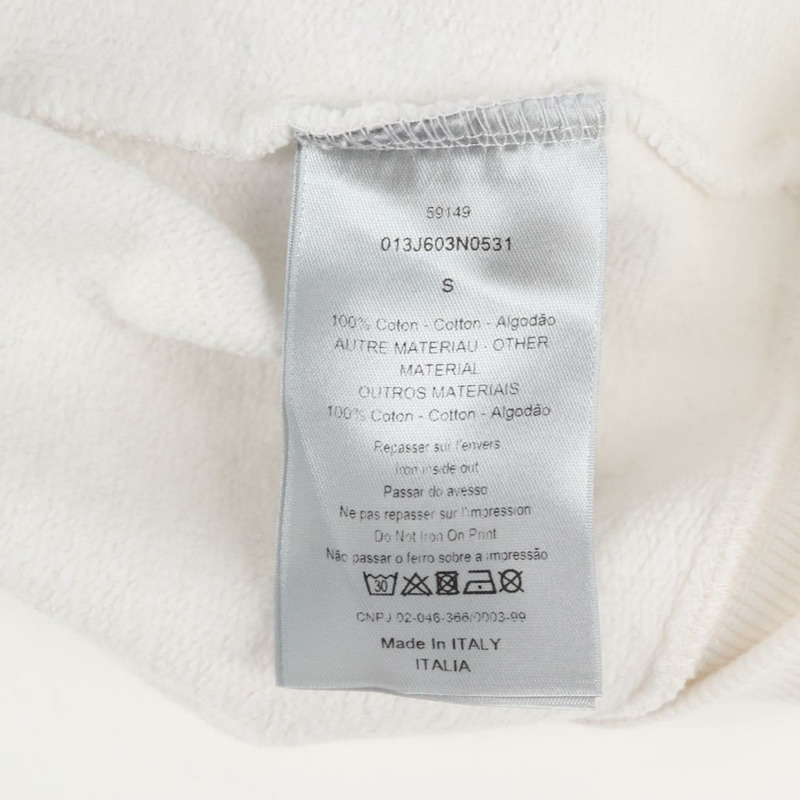 59149
013J603N0531
S
100% Coton - Cotton - Algodão
AUTRE MATERIAU - OTHER
MATERIAL
OUTROS MATERIAIS
100% Coton - Cotton - Algodão
Repasser sur l'envers
Iron inside out
Passar do avesso
Ne pas repasser sur l'impression
Do Not Iron On Print
Não passar o ferro sobre a impressão
30
CNPJ 02-046-366/0003-99
Made In ITALY
ITALIA